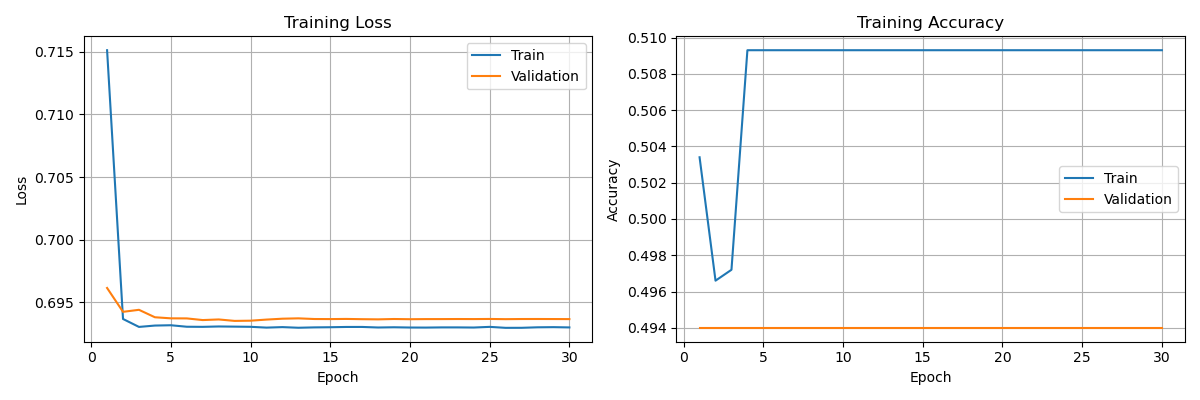 Training Loss
0.715
0.710
0.705
0.700
0.695
Loss
0 5 10 15 20 25 30
Epoch
Train
Validation
Training Accuracy
0.510
0.508
0.506
0.504
0.502
0.500
0.498
0.496
0.494
Accuracy
0 5 10 15 20 25 30
Epoch
Train
Validation